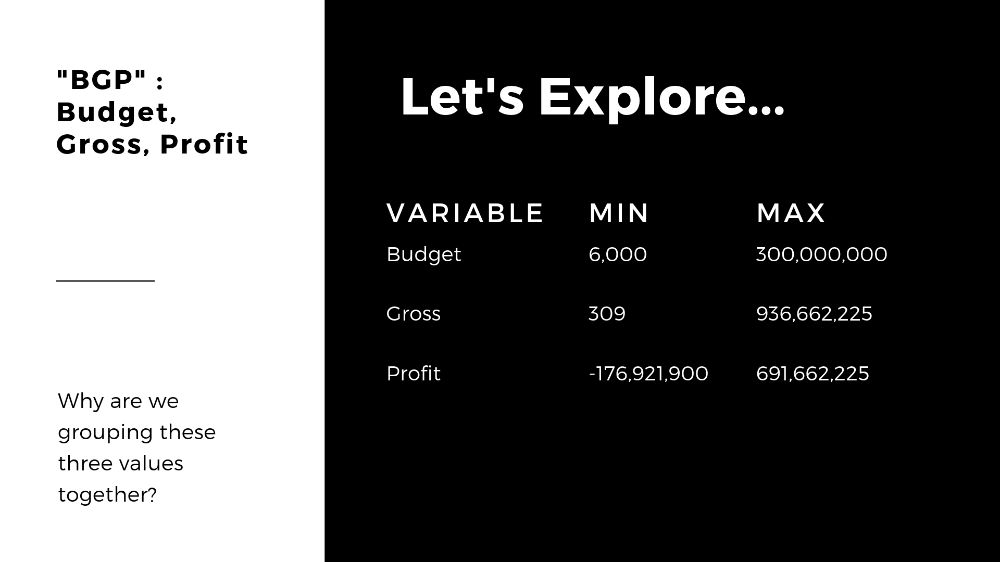 "BGP" :
Budget,
Gross, Profit
Why are we
grouping these
three values
together?
Let's Explore...
VARIABLE MIN MAX
Budget 6,000 300,000,000
Gross 309 936,662,225
Profit -176,921,900 691,662,225